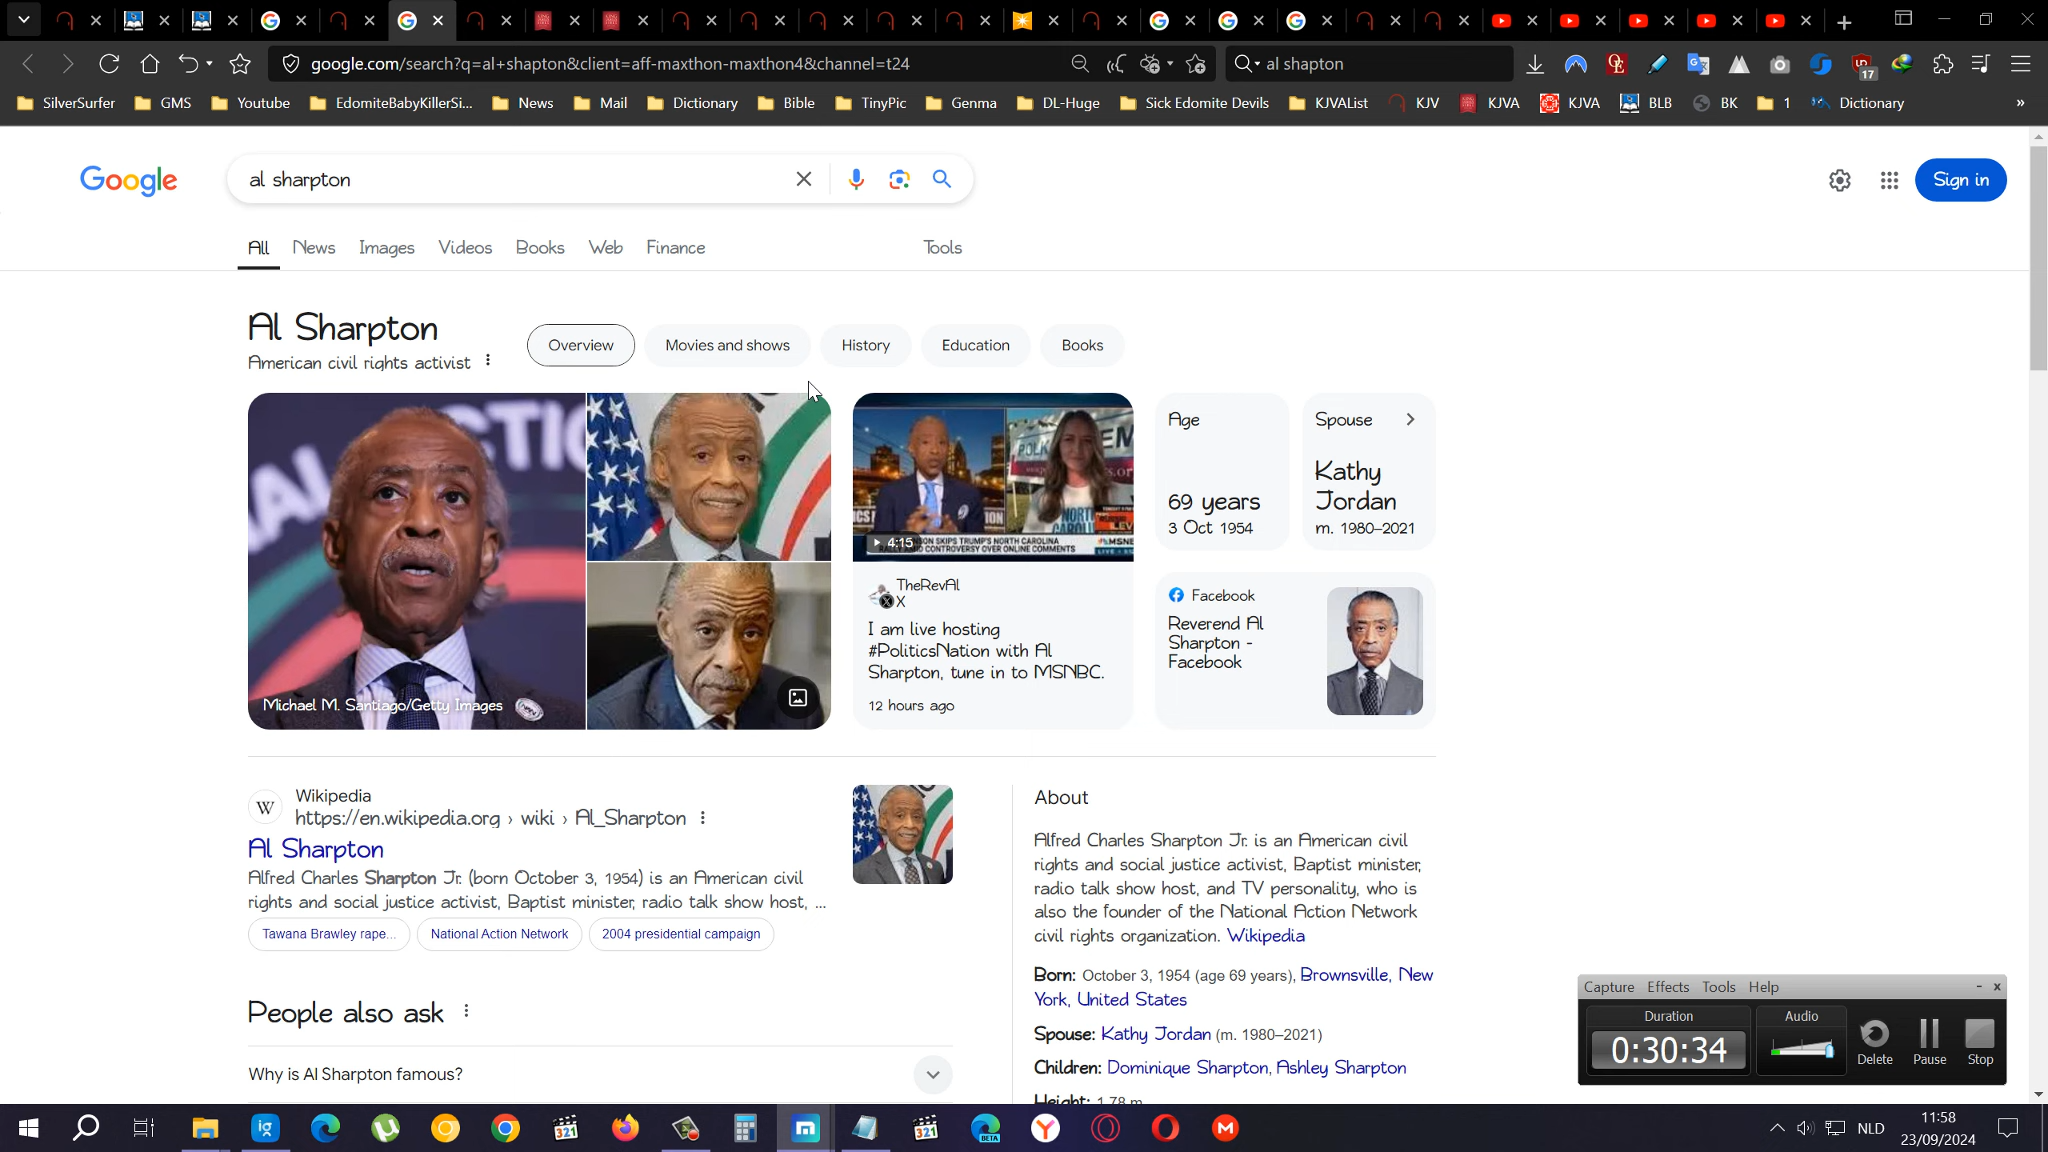 google.com/search?q=al+shapton&client=aff-maxthon-maxthon4&channel=t24
al shapton
17
SilverSurfer
GMS
Youtube
EdomiteBabyKillerSi...
News
Mail
Dictionary
Bible
TinyPic
Genma
DL-Huge
Sick Edomite Devils
KJVAList
KJV
KJVA
KJVA
BLB
BK
1
Dictionary
»
Google
al sharpton
Sign in
All
News
Images
Videos
Books
Web
Finance
Tools
Al Sharpton
American civil rights activist
Overview
Movies and shows
History
Education
Books
Michael M. Santiago/Getty Images
4:15
TheRevAl
X
I am live hosting
#PoliticsNation with Al
Sharpton, tune in to MSNBC.
12 hours ago
Age
69 years
3 Oct 1954
Spouse
Kathy
Jordan
m. 1980–2021
Facebook
Reverend Al
Sharpton -
Facebook
W
Wikipedia
https://en.wikipedia.org › wiki › Al_Sharpton
Al Sharpton
Alfred Charles Sharpton Jr. (born October 3, 1954) is an American civil
rights and social justice activist, Baptist minister, radio talk show host, ...
Tawana Brawley rape...
National Action Network
2004 presidential campaign
People also ask
Why is Al Sharpton famous?
About
Alfred Charles Sharpton Jr. is an American civil
rights and social justice activist, Baptist minister,
radio talk show host, and TV personality, who is
also the founder of the National Action Network
civil rights organization. Wikipedia
Born: October 3, 1954 (age 69 years), Brownsville, New
York, United States
Spouse: Kathy Jordan (m. 1980–2021)
Children: Dominique Sharpton, Ashley Sharpton
Height: 1.78 m
Capture
Effects
Tools
Help
Duration
0:30:34
Audio
Delete
Pause
Stop
NLD
11:58
23/09/2024